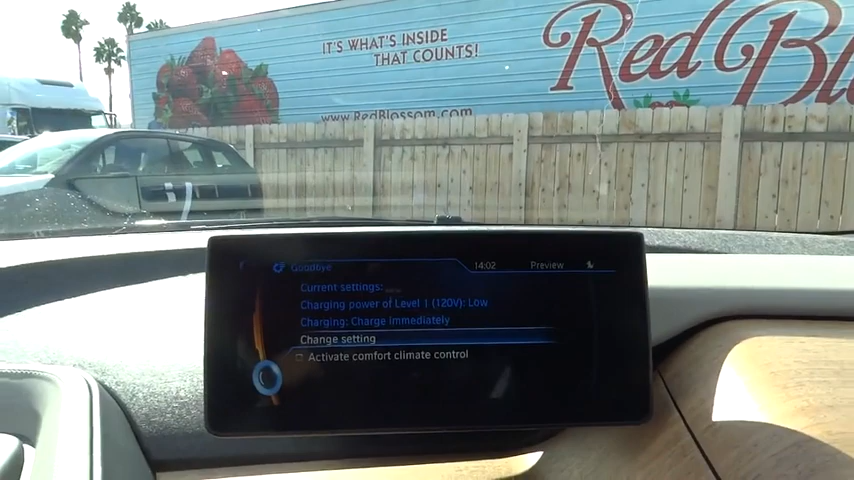 IT'S WHAT'S INSIDE
THAT COUNTS!
Red Blo
www.RedBlossom.com
Goodbye
14:02
Preview
Current settings:
Charging power of Level 1 (120V): Low
Charging: Charge immediately
Change setting
Activate comfort climate control